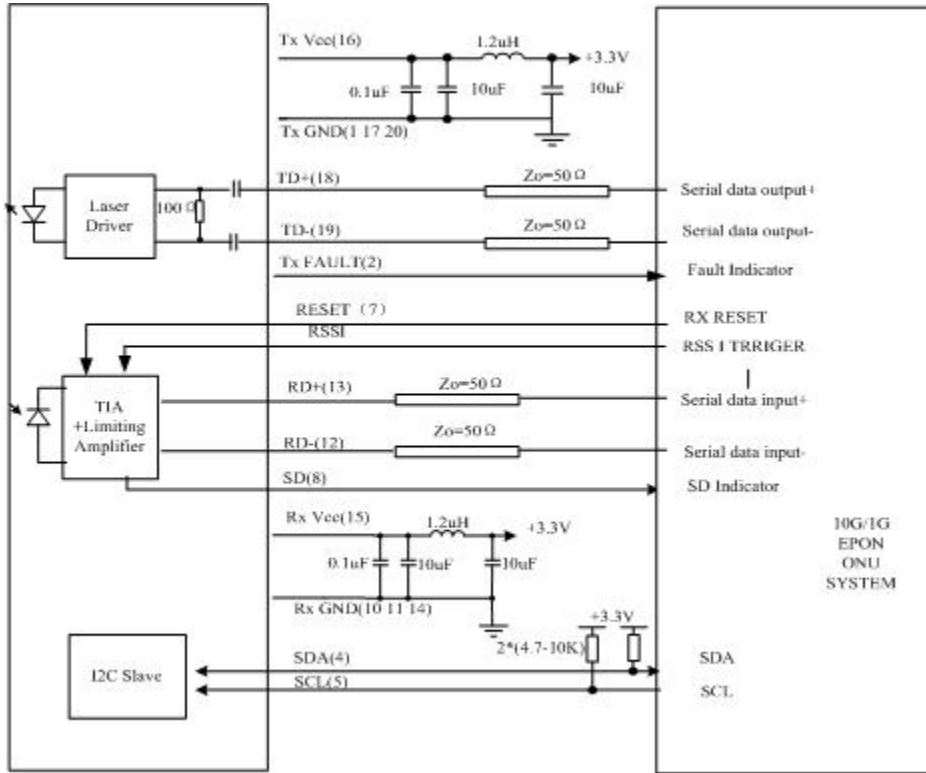 Tx Vcc(16)
1.2uH
+3.3V
0.1uF
10uF
10uF
Tx GND(1 17 20)
Laser
Driver
100Ω
TD+(18)
Zo=50Ω
Serial data output+
TD-(19)
Zo=50Ω
Serial data output-
Tx FAULT(2)
Fault Indicator
RESET (7)
RX RESET
RSSI
RSS I TRRIGER
TIA
+Limiting
Amplifier
RD+(13)
Zo=50Ω
Serial data input+
RD-(12)
Zo=50Ω
Serial data input-
SD(8)
SD Indicator
Rx Vcc(15)
1.2uH
+3.3V
0.1uF
10uF
10uF
Rx GND(10 11 14)
10G/1G
EPON
ONU
SYSTEM
+3.3V
2*(4.7-10K)
I2C Slave
SDA(4)
SDA
SCL(5)
SCL